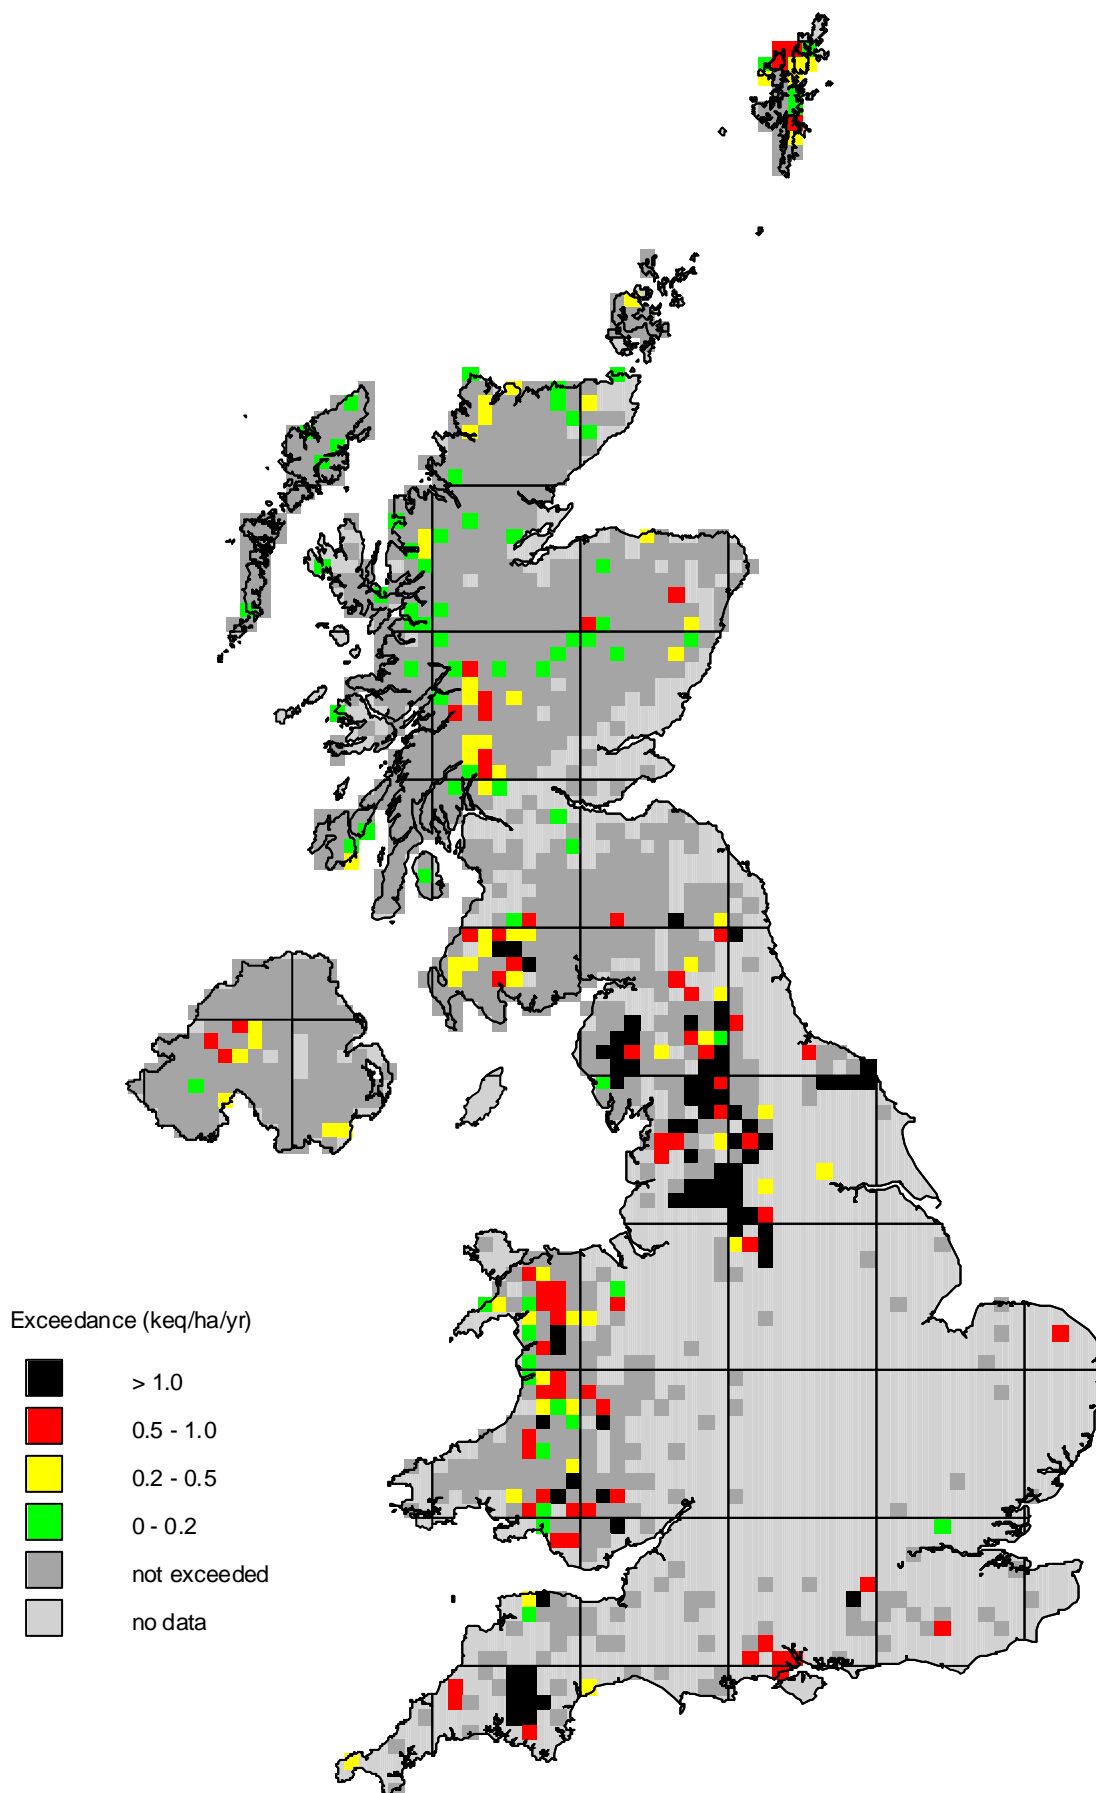 Exceedance (keq/ha/yr)
> 1.0
0.5 - 1.0
0.2 - 0.5
0 - 0.2
not exceeded
no data